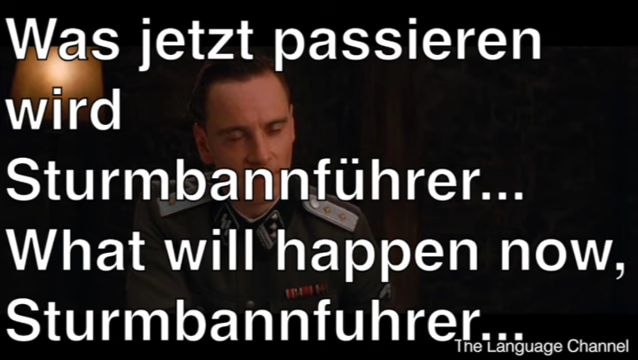 Was jetzt passieren
wird
Sturmbannführer...
What will happen now,
Sturmbannfuhrer...
The Language Channel